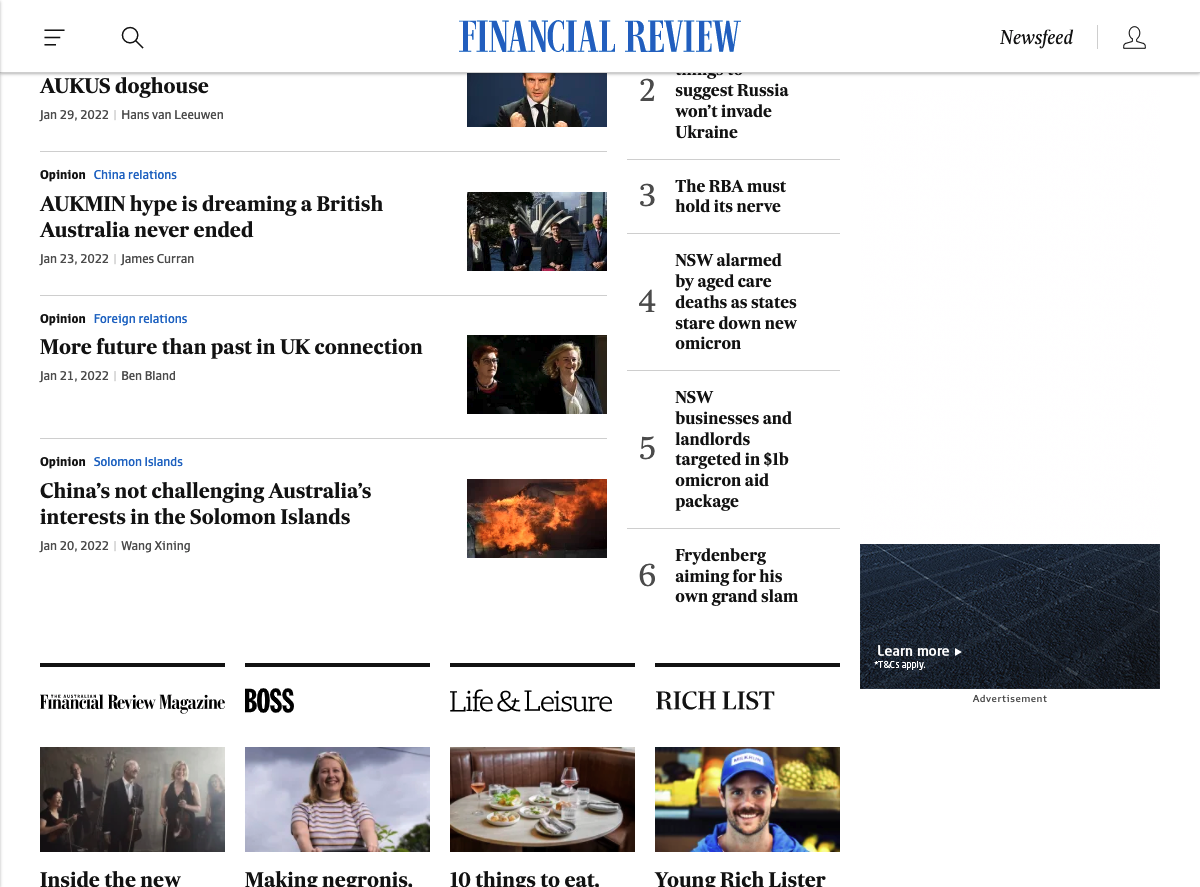 FINANCIAL REVIEW
Newsfeed
AUKUS doghouse
Jan 29, 2022 | Hans van Leeuwen
Opinion China relations
AUKMIN hype is dreaming a British
Australia never ended
Jan 23, 2022 | James Curran
Opinion Foreign relations
More future than past in UK connection
Jan 21, 2022 | Ben Bland
Opinion Solomon Islands
China's not challenging Australia's
interests in the Solomon Islands
Jan 20, 2022 | Wang Xining
2
things to
suggest Russia
won't invade
Ukraine
3
The RBA must
hold its nerve
4
NSW alarmed
by aged care
deaths as states
stare down new
omicron
5
NSW
businesses and
landlords
targeted in $1b
omicron aid
package
6
Frydenberg
aiming for his
own grand slam
Learn more ▸
*T&Cs apply.
Advertisement
THE AUSTRALIAN
Financial Review Magazine
BOSS
Life & Leisure
RICH LIST
Inside the new
Making negronis,
10 things to eat,
Young Rich Lister